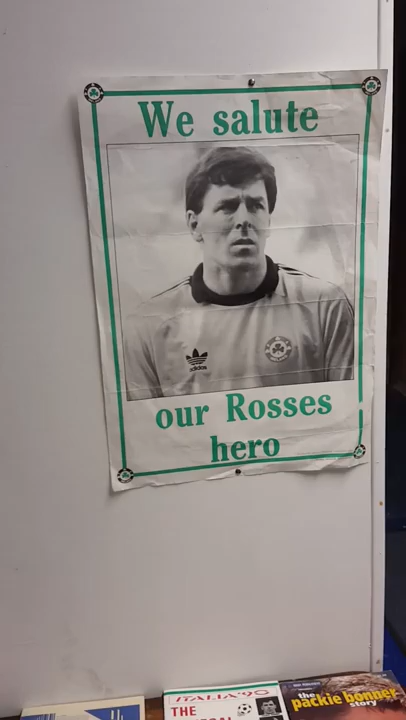 We salute
adidas
our Rosses
hero
ITALIA '90
THE
the
packie bonner
story